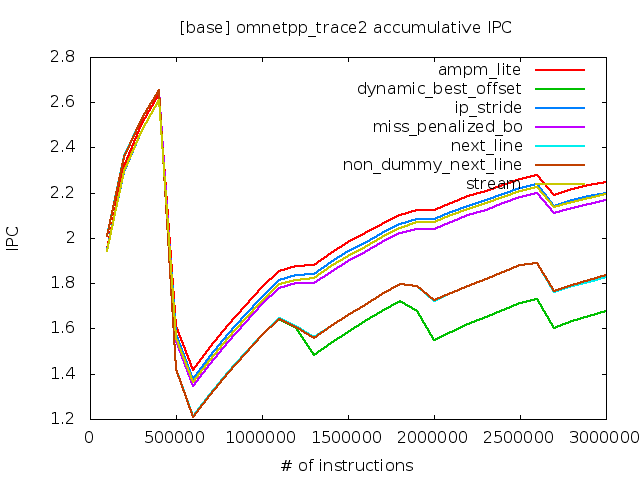 [base] omnetpp_trace2 accumulative IPC
2.8
2.6
2.4
2.2
2
1.8
1.6
1.4
1.2
IPC
ampm_lite
dynamic_best_offset
ip_stride
miss_penalized_bo
next_line
non_dummy_next_line
stream
0 500000 1000000 1500000 2000000 2500000 3000000
# of instructions